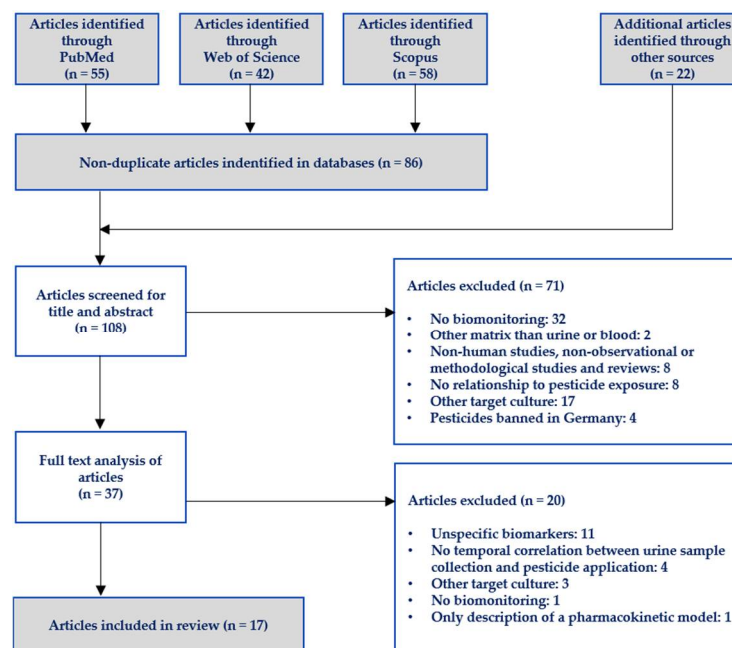 Articles identified
through
PubMed
(n = 55)
Articles identified
through
Web of Science
(n = 42)
Articles identified
through
Scopus
(n = 58)
Additional articles
identified through
other sources
(n = 22)
Non-duplicate articles indentified in databases (n = 86)
Articles screened for
title and abstract
(n = 108)
Articles excluded (n = 71)
• No biomonitoring: 32
• Other matrix than urine or blood: 2
• Non-human studies, non-observational or
methodological studies and reviews: 8
• No relationship to pesticide exposure: 8
• Other target culture: 17
• Pesticides banned in Germany: 4
Full text analysis of
articles
(n = 37)
Articles excluded (n = 20)
• Unspecific biomarkers: 11
• No temporal correlation between urine sample
collection and pesticide application: 4
• Other target culture: 3
• No biomonitoring: 1
• Only description of a pharmacokinetic model: 1
Articles included in review (n = 17)